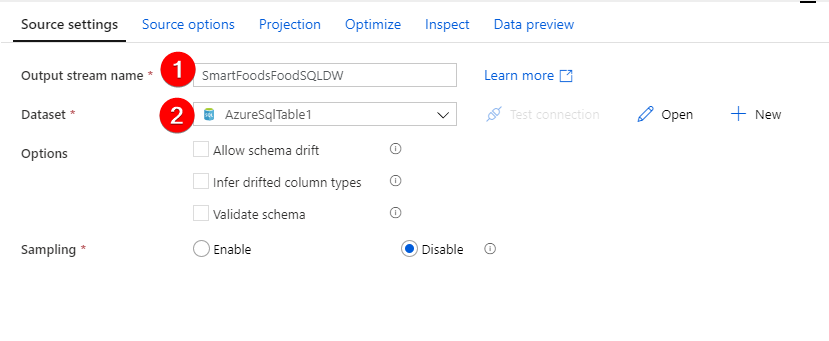 Source settings Source options Projection Optimize Inspect Data preview
Output stream name * 1 SmartFoodsFoodSQLDW Learn more
Dataset * 2 AzureSqlTable1 Test connection Open New
Options Allow schema drift
Infer drifted column types
Validate schema
Sampling * Enable Disable